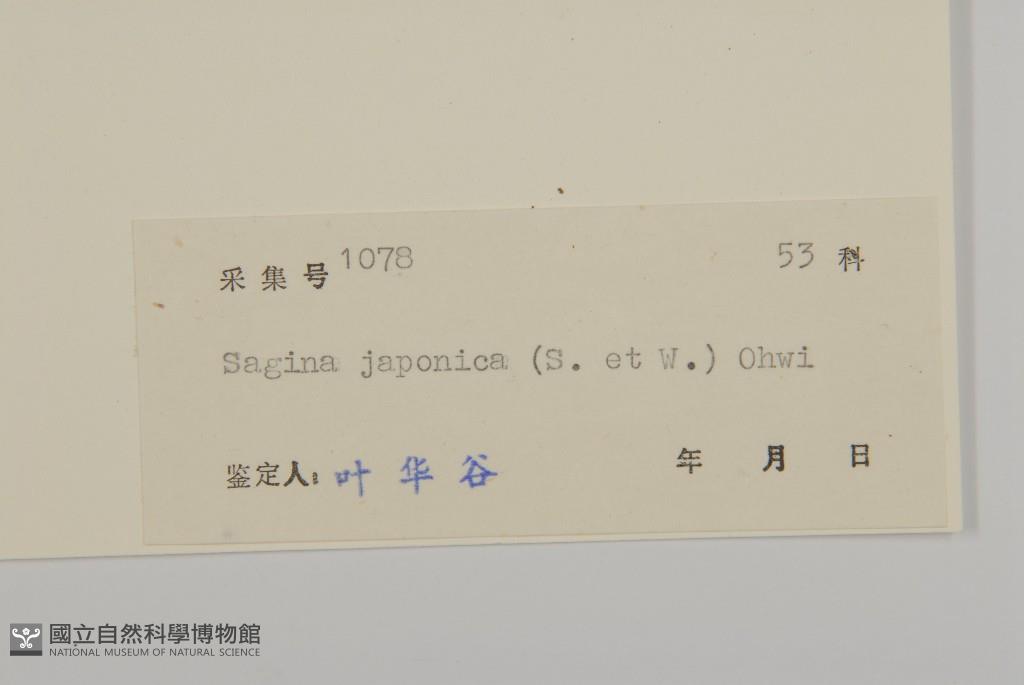 采集号 1078 53 科
Sagina japonica (S. et W.) Ohwi
鉴定人: 叶华谷 年 月 日
國立自然科學博物館
NATIONAL MUSEUM OF NATURAL SCIENCE